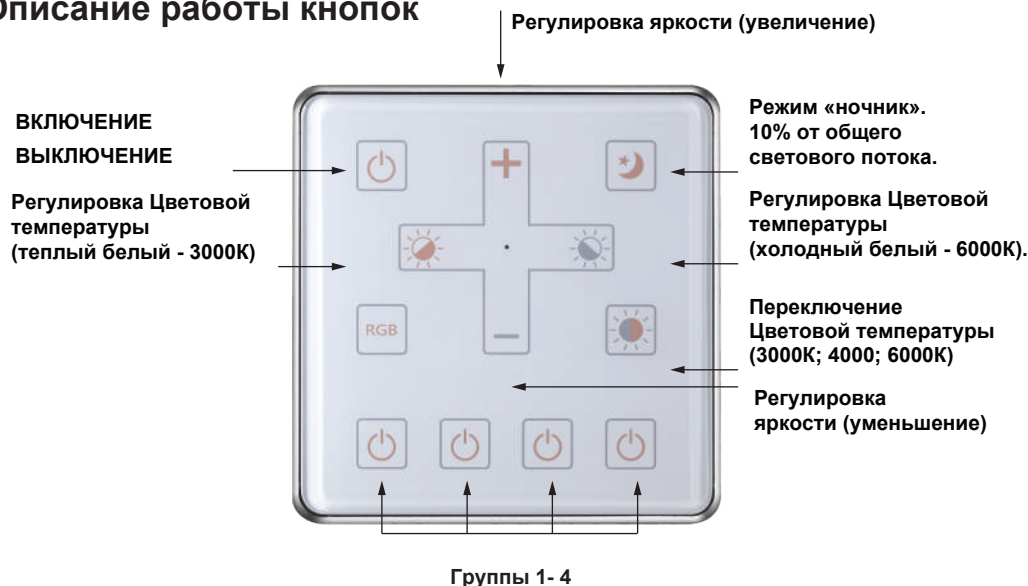 Описание работы кнопок
Регулировка яркости (увеличение)
ВКЛЮЧЕНИЕ
ВЫКЛЮЧЕНИЕ
Регулировка Цветовой
температуры
(теплый белый - 3000К)
Режим «ночник».
10% от общего
светового потока.
Регулировка Цветовой
температуры
(холодный белый - 6000К).
Переключение
Цветовой температуры
(3000К; 4000; 6000К)
Регулировка
яркости (уменьшение)
RGB
Группы 1- 4